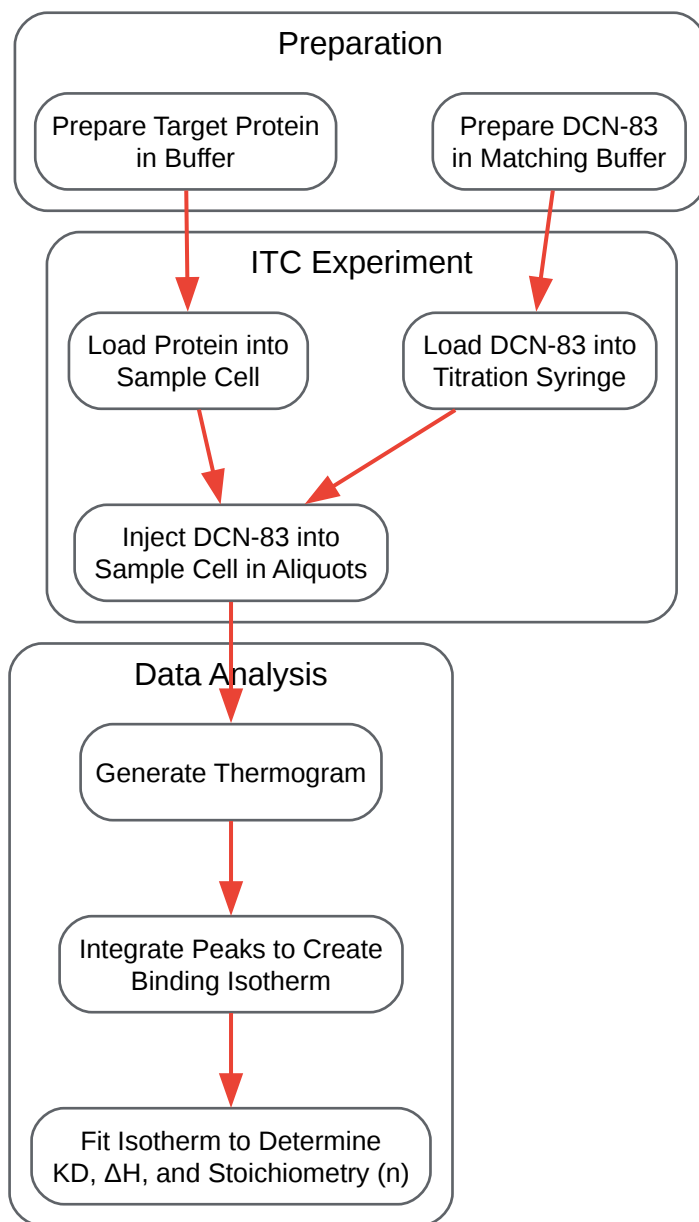 Preparation
Prepare Target Protein
in Buffer
Prepare DCN-83
in Matching Buffer
ITC Experiment
Load Protein into
Sample Cell
Load DCN-83 into
Titration Syringe
Inject DCN-83 into
Sample Cell in Aliquots
Data Analysis
Generate Thermogram
Integrate Peaks to Create
Binding Isotherm
Fit Isotherm to Determine
KD, ΔH, and Stoichiometry (n)